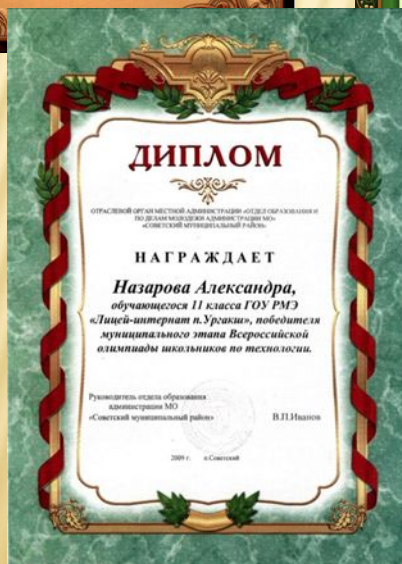 ДИПЛОМ
ОТРАСЛЕВОЙ ОРГАН МЕСТНОЙ АДМИНИСТРАЦИИ «ОТДЕЛ ОБРАЗОВАНИЯ И
ПО ДЕЛАМ МОЛОДЕЖИ АДМИНИСТРАЦИИ МО»
«СОВЕТСКИЙ МУНИЦИПАЛЬНЫЙ РАЙОН»
НАГРАЖДАЕТ
Назарова Александра,
обучающегося 11 класса ГОУ РМЭ
«Лицей-интернат п.Ургакш», победителя
муниципального этапа Всероссийской
олимпиады школьников по технологии.
Руководитель отдела образования
администрации МО
«Советский муниципальный район» В.П.Иванов
2009 г. п.Советский